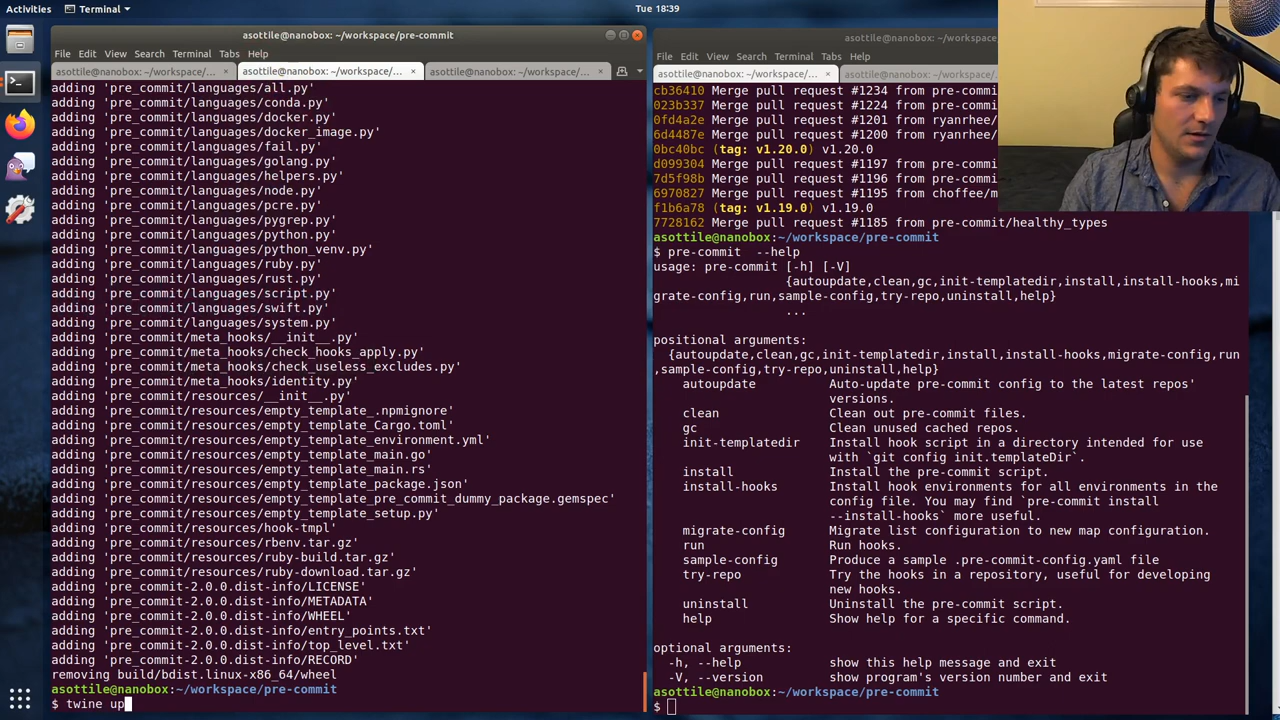 Activities
Terminal
Tue 18:39
asottile@nanobox: ~/workspace/pre-commit
File Edit View Search Terminal Tabs Help
asottile@nanobox: ~/workspace/... × asottile@nanobox: ~/workspace/... × asottile@nanobox: ~/workspace/... ×
adding 'pre_commit/languages/all.py'
adding 'pre_commit/languages/conda.py'
adding 'pre_commit/languages/docker.py'
adding 'pre_commit/languages/docker_image.py'
adding 'pre_commit/languages/fail.py'
adding 'pre_commit/languages/golang.py'
adding 'pre_commit/languages/helpers.py'
adding 'pre_commit/languages/node.py'
adding 'pre_commit/languages/pcre.py'
adding 'pre_commit/languages/pygrep.py'
adding 'pre_commit/languages/python.py'
adding 'pre_commit/languages/python_venv.py'
adding 'pre_commit/languages/ruby.py'
adding 'pre_commit/languages/rust.py'
adding 'pre_commit/languages/script.py'
adding 'pre_commit/languages/swift.py'
adding 'pre_commit/languages/system.py'
adding 'pre_commit/meta_hooks/__init__.py'
adding 'pre_commit/meta_hooks/check_hooks_apply.py'
adding 'pre_commit/meta_hooks/check_useless_excludes.py'
adding 'pre_commit/meta_hooks/identity.py'
adding 'pre_commit/resources/__init__.py'
adding 'pre_commit/resources/empty_template_.npmignore'
adding 'pre_commit/resources/empty_template_Cargo.toml'
adding 'pre_commit/resources/empty_template_environment.yml'
adding 'pre_commit/resources/empty_template_main.go'
adding 'pre_commit/resources/empty_template_main.rs'
adding 'pre_commit/resources/empty_template_package.json'
adding 'pre_commit/resources/empty_template_pre_commit_dummy_package.gemspec'
adding 'pre_commit/resources/empty_template_setup.py'
adding 'pre_commit/resources/hook-tmpl'
adding 'pre_commit/resources/rbenv.tar.gz'
adding 'pre_commit/resources/ruby-build.tar.gz'
adding 'pre_commit/resources/ruby-download.tar.gz'
adding 'pre_commit-2.0.0.dist-info/LICENSE'
adding 'pre_commit-2.0.0.dist-info/METADATA'
adding 'pre_commit-2.0.0.dist-info/WHEEL'
adding 'pre_commit-2.0.0.dist-info/entry_points.txt'
adding 'pre_commit-2.0.0.dist-info/top_level.txt'
adding 'pre_commit-2.0.0.dist-info/RECORD'
removing build/bdist.linux-x86_64/wheel
asottile@nanobox:~/workspace/pre-commit
$ twine up
asottile@nanobox: ~/workspace/pre-com
File Edit View Search Terminal Tabs Help
asottile@nanobox: ~/workspace/... × asottile@nanobox: ~/workspac
cb36410 Merge pull request #1234 from pre-commi
023b337 Merge pull request #1224 from pre-commi
0fd4a2e Merge pull request #1201 from ryanrhee/
6d4487e Merge pull request #1200 from ryanrhee/
0bc40bc (tag: v1.20.0) v1.20.0
d099304 Merge pull request #1197 from pre-commi
7d5f98b Merge pull request #1196 from pre-commi
6970827 Merge pull request #1195 from choffee/m
f1b6a78 (tag: v1.19.0) v1.19.0
7728162 Merge pull request #1185 from pre-commit/healthy_types
asottile@nanobox:~/workspace/pre-commit
$ pre-commit  --help
usage: pre-commit [-h] [-V]
{autoupdate,clean,gc,init-templatedir,install,install-hooks,mi
grate-config,run,sample-config,try-repo,uninstall,help}
...
positional arguments:
{autoupdate,clean,gc,init-templatedir,install,install-hooks,migrate-config,run
,sample-config,try-repo,uninstall,help}
autoupdate Auto-update pre-commit config to the latest repos'
versions.
clean Clean out pre-commit files.
gc Clean unused cached repos.
init-templatedir Install hook script in a directory intended for use
with `git config init.templateDir`.
install Install the pre-commit script.
install-hooks Install hook environments for all environments in the
config file. You may find `pre-commit install
--install-hooks` more useful.
migrate-config Migrate list configuration to new map configuration.
run Run hooks.
sample-config Produce a sample .pre-commit-config.yaml file
try-repo Try the hooks in a repository, useful for developing
new hooks.
uninstall Uninstall the pre-commit script.
help Show help for a specific command.
optional arguments:
-h, --help show this help message and exit
-V, --version show program's version number and exit
asottile@nanobox:~/workspace/pre-commit
$